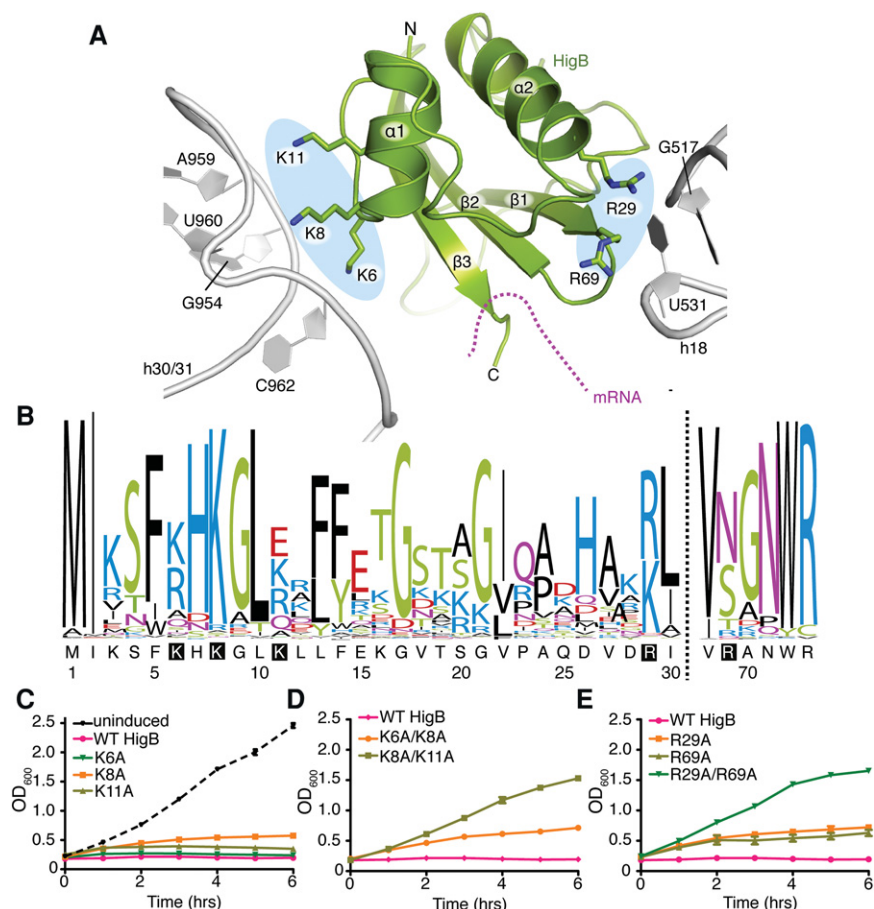 A
N
HigB
α2
α1
K11
G517
A959
β1
β2
R29
U960
K8
K6
β3
R69
G954
U531
C962
C
h18
h30/31
mRNA
B
M I K S F K H K G L E F F E T G S T A G I Q A D H A K R L V N G N W R
K R Y S P K S
M I K S F K H K G L K L L F E K G V T S G V P A Q D V D R I V R A N W R
1 5 10 15 20 25 30 70
C
uninduced
WT HigB
K6A
K8A
K11A
OD600
2.5
2.0
1.5
1.0
0.5
0
0 2 4 6
Time (hrs)
D
WT HigB
K6A/K8A
K8A/K11A
OD600
2.5
2.0
1.5
1.0
0.5
0
0 2 4 6
Time (hrs)
E
WT HigB
R29A
R69A
R29A/R69A
OD600
2.5
2.0
1.5
1.0
0.5
0
0 2 4 6
Time (hrs)